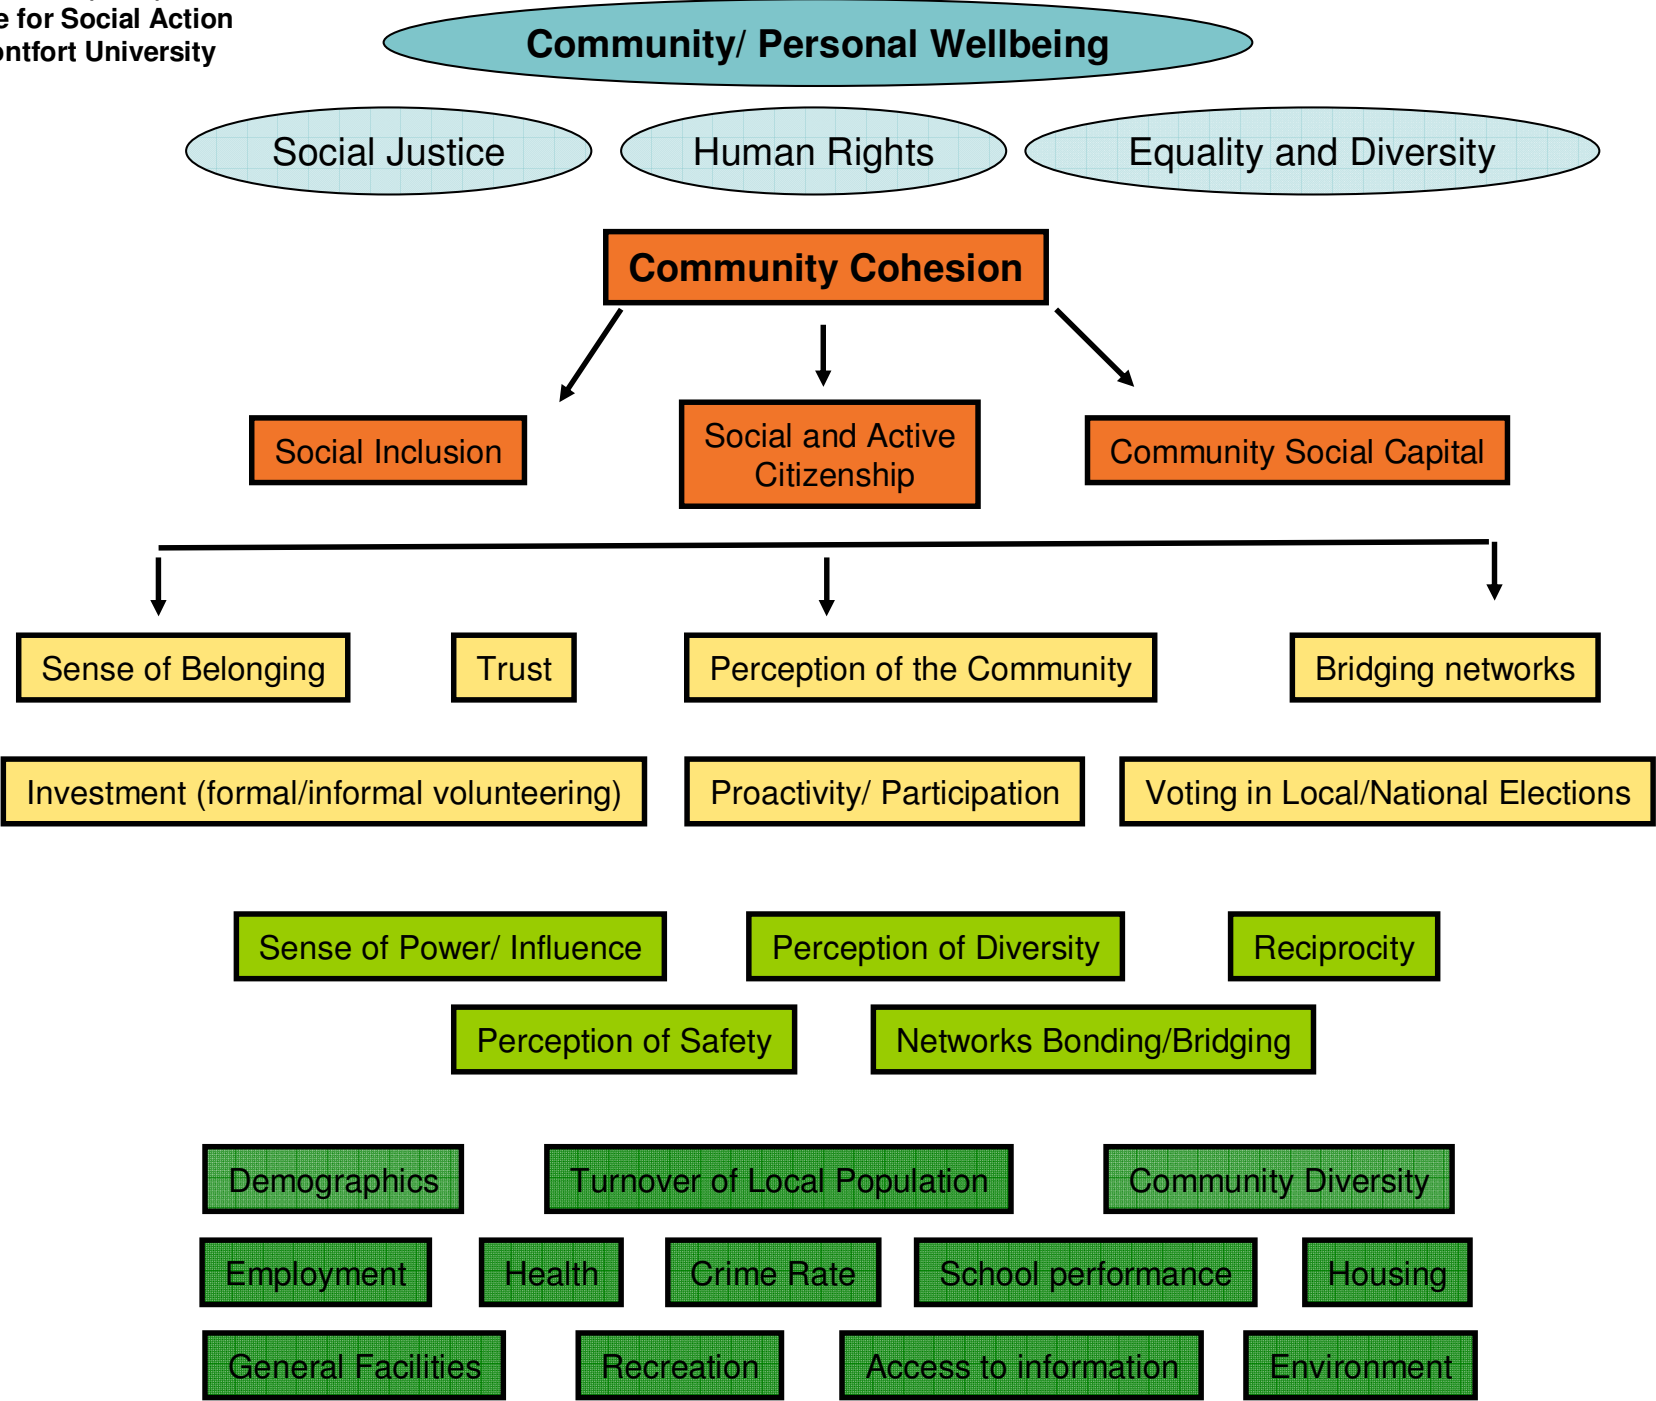 for Social Action
University
Community/ Personal Wellbeing
Social Justice
Human Rights
Equality and Diversity
Community Cohesion
Social Inclusion
Social and Active
Citizenship
Community Social Capital
Sense of Belonging
Trust
Perception of the Community
Bridging networks
Investment (formal/informal volunteering)
Proactivity/ Participation
Voting in Local/National Elections
Sense of Power/ Influence
Perception of Diversity
Reciprocity
Perception of Safety
Networks Bonding/Bridging
Demographics
Turnover of Local Population
Community Diversity
Employment
Health
Crime Rate
School performance
Housing
General Facilities
Recreation
Access to information
Environment